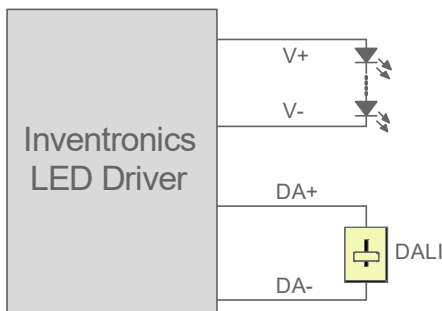 Inventronics
LED Driver
V+
V-
DA+
DALI
DA-